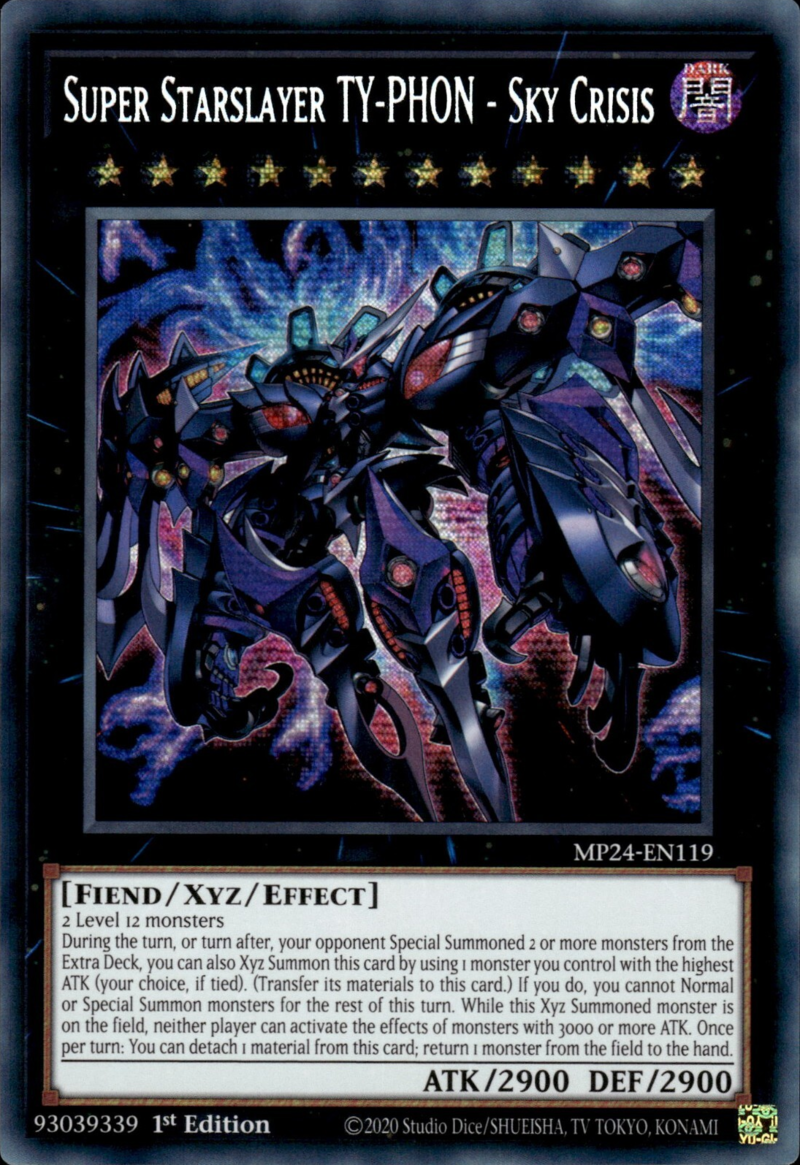 SUPER STARSLAYER TY-PHON - SKY CRISIS
DARK
闇
MP24-EN119
[FIEND/XYZ/EFFECT]
2 Level 12 monsters
During the turn, or turn after, your opponent Special Summoned 2 or more monsters from the
Extra Deck, you can also Xyz Summon this card by using 1 monster you control with the highest
ATK (your choice, if tied). (Transfer its materials to this card.) If you do, you cannot Normal
or Special Summon monsters for the rest of this turn. While this Xyz Summoned monster is
on the field, neither player can activate the effects of monsters with 3000 or more ATK. Once
per turn: You can detach 1 material from this card; return 1 monster from the field to the hand.
ATK/2900 DEF/2900
93039339 1st Edition ©2020 Studio Dice/SHUEISHA, TV TOKYO, KONAMI